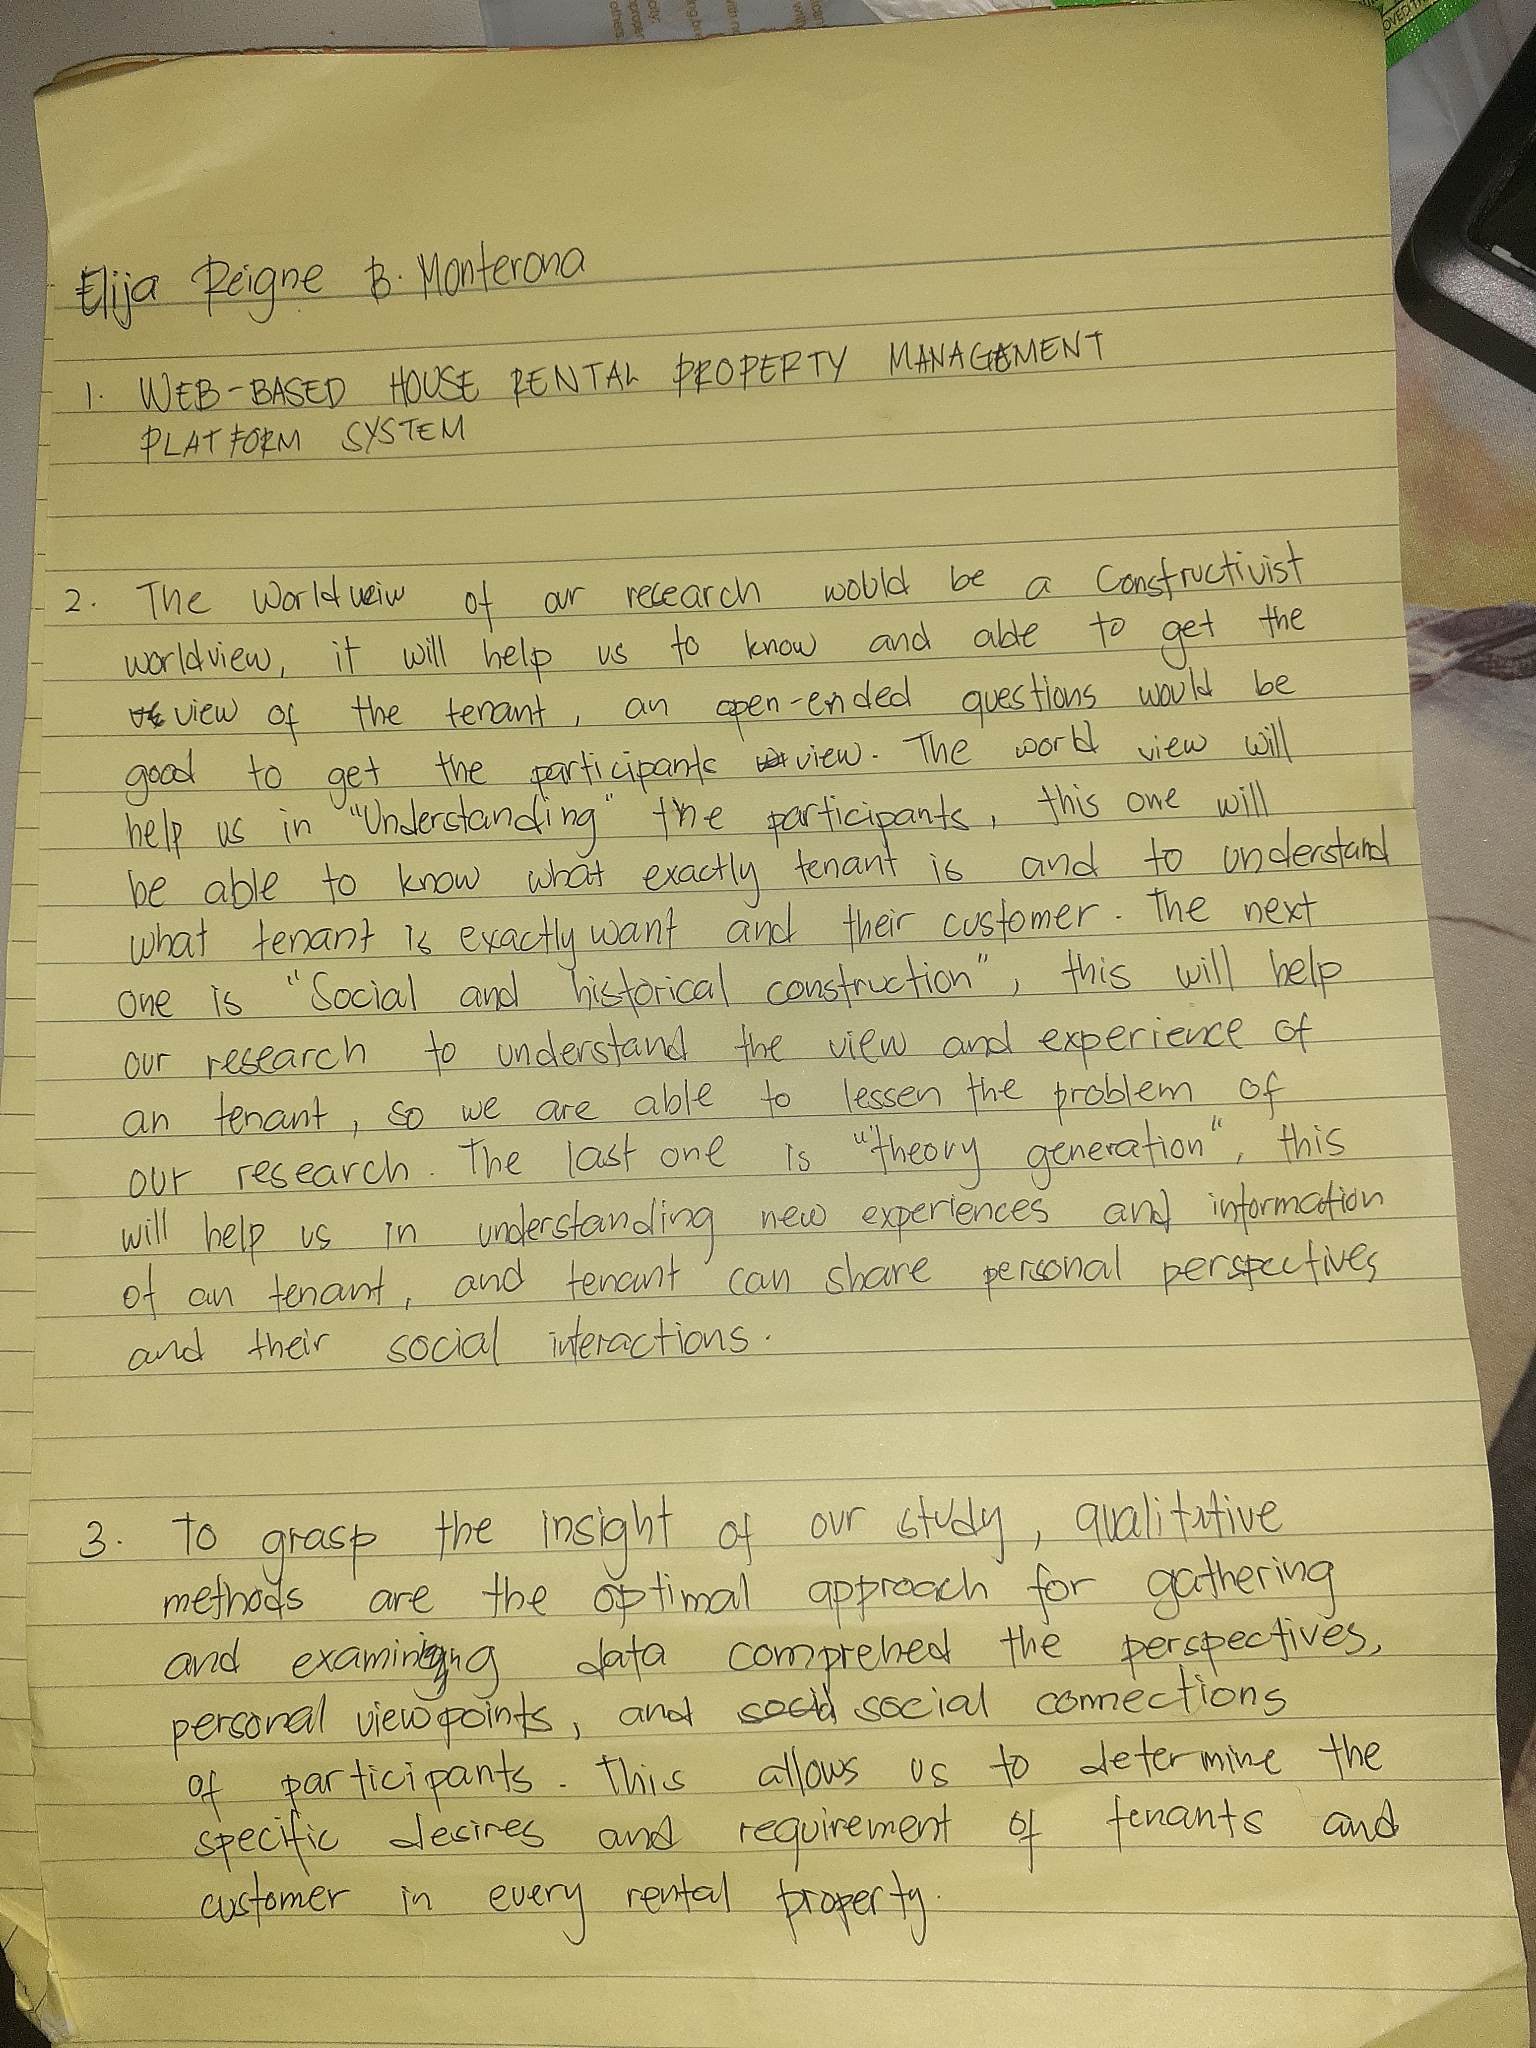 Elija Reigne B. Monterona
1. WEB-BASED HOUSE RENTAL PROPERTY MANAGEMENT
PLATFORM SYSTEM
2. The Worldveiw of our research would be a Constructivist
worldview, it will help us to know and able to get the
view of the tenant, an open-ended questions would be
good to get the participants view. The world view will
help us in "Understanding" the participants, this one will
be able to know what exactly tenant is and to understand
what tenant is exactly want and their customer. The next
one is "Social and historical construction", this will help
our research to understand the view and experience of
an tenant, so we are able to lessen the problem of
our research. The last one is "theory generation", this
will help us in understanding new experiences and information
of an tenant, and tenant can share personal perspectives
and their social interactions.
3. To grasp the insight of our study, qualitative
methods are the optimal approach for gathering
and examining data comprehed the perspectives,
personal viewpoints, and social connections
of participants. This allows us to determine the
specific desires and requirement of tenants and
customer in every rental property.